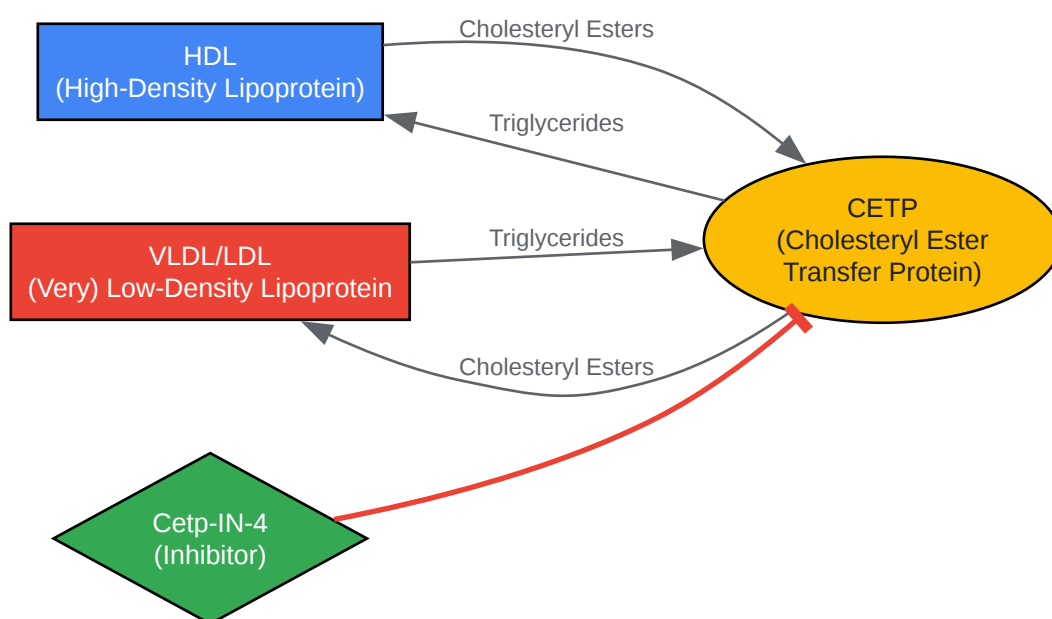 Cholesteryl Esters
HDL
(High-Density Lipoprotein)
Triglycerides
CETP
(Cholesteryl Ester
Transfer Protein)
Triglycerides
VLDL/LDL
(Very) Low-Density Lipoprotein
Cholesteryl Esters
Cetp-IN-4
(Inhibitor)